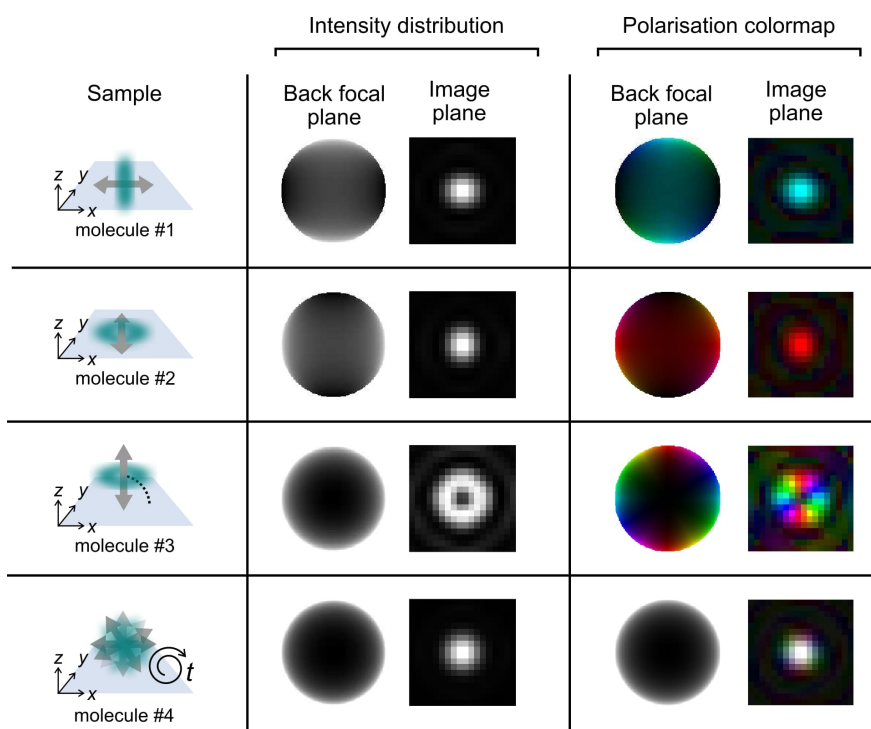 Intensity distribution
Polarisation colormap
Sample
Back focal
plane
Image
plane
Back focal
plane
Image
plane
z
y
x
molecule #1
z
y
x
molecule #2
z
y
x
molecule #3
z
y
x
t
molecule #4